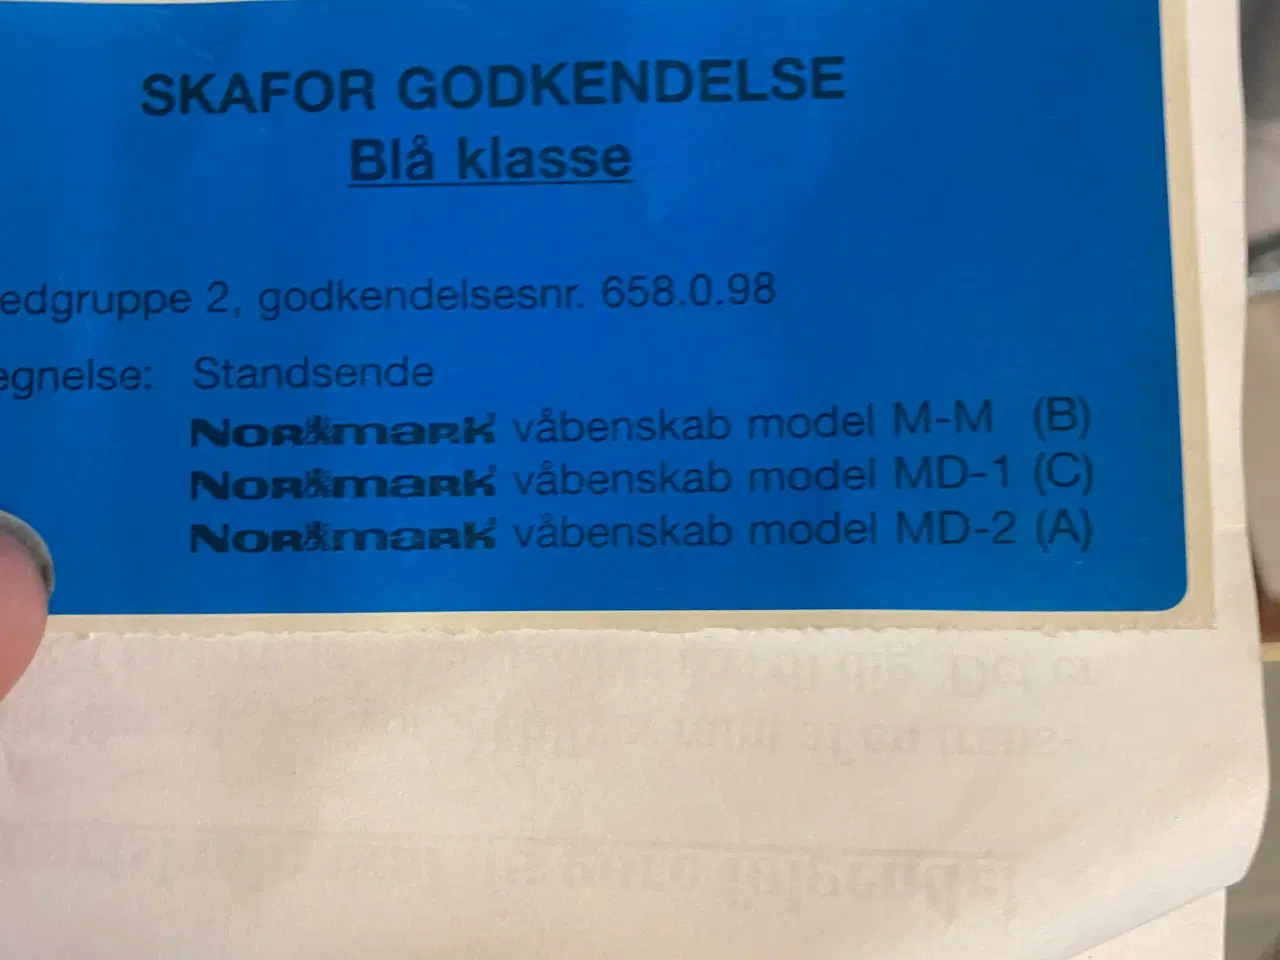 SKAFOR GODKENDELSE
Blå klasse
edgruppe 2, godkendelsesnr. 658.0.98
egnelse: Standsende
Normark våbenskab model M-M (B)
Normark våbenskab model MD-1 (C)
Normark våbenskab model MD-2 (A)